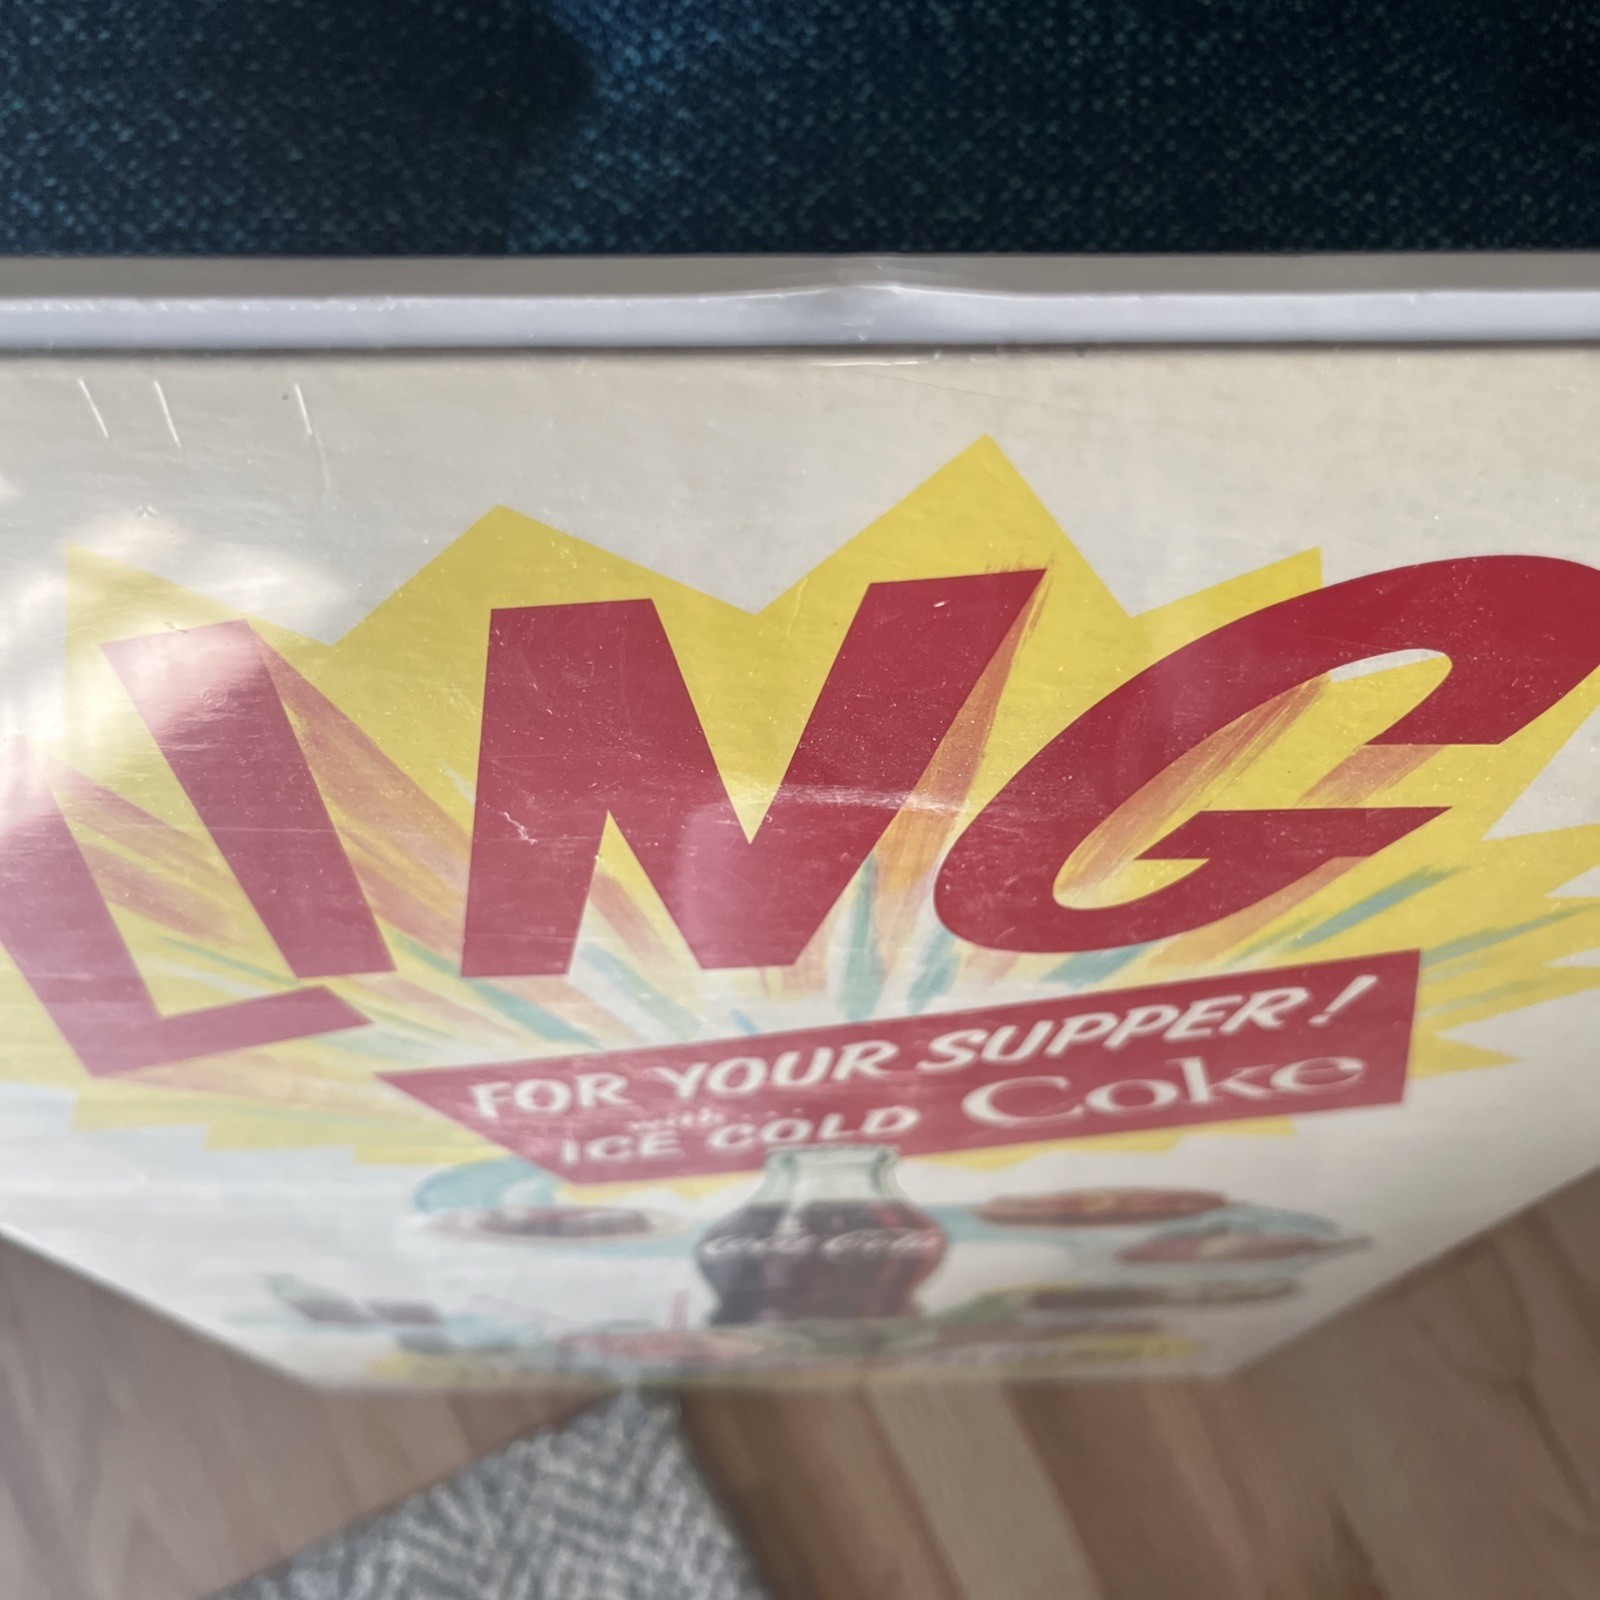 LING
FOR YOUR SUPPER!
with...
ICE COLD Coke
Coca-Cola